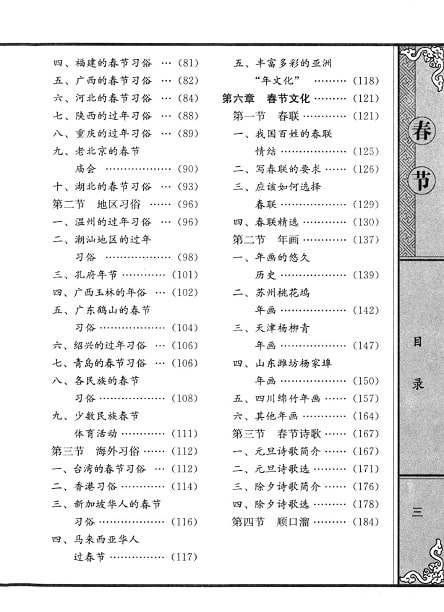 四、福建的春节习俗 …（81）
五、广西的春节习俗 …（82）
六、河北的春节习俗 …（84）
七、陕西的过年习俗 …（88）
八、重庆的过年习俗 …（89）
九、老北京的春节
庙会 ………………（90）
十、湖北的春节习俗 …（93）
第二节　地区习俗 ……（96）
一、温州的过年习俗 …（96）
二、潮汕地区的过年
习俗 ………………（98）
三、孔府年节 …………（101）
四、广西玉林的年俗 …（102）
五、广东鹤山的春节
习俗 ………………（104）
六、绍兴的过年习俗 …（106）
七、青岛的春节习俗 …（106）
八、各民族的春节
习俗 ………………（108）
九、少数民族春节
体育活动 …………（111）
第三节　海外习俗 ……（112）
一、台湾的春节习俗 …（112）
二、香港习俗 …………（114）
三、新加坡华人的春节
习俗 ………………（116）
四、马来西亚华人
过春节 ……………（117）
五、丰富多彩的亚洲
“年文化” …………（118）
第六章　春节文化 ………（121）
第一节　春联 …………（121）
一、我国百姓的春联
情结 ………………（125）
二、写春联的要求 ……（126）
三、应该如何选择
春联 ………………（129）
四、春联精选 …………（130）
第二节　年画 …………（137）
一、年画的悠久
历史 ………………（139）
二、苏州桃花坞
年画 ………………（142）
三、天津杨柳青
年画 ………………（147）
四、山东潍坊杨家埠
年画 ………………（150）
五、四川绵竹年画 ……（157）
六、其他年画 …………（164）
第三节　春节诗歌 ……（167）
一、元旦诗歌简介 ……（167）
二、元旦诗歌选 ………（171）
三、除夕诗歌简介 ……（176）
四、除夕诗歌选 ………（178）
第四节　顺口溜 ………（184）
春节
目录
三